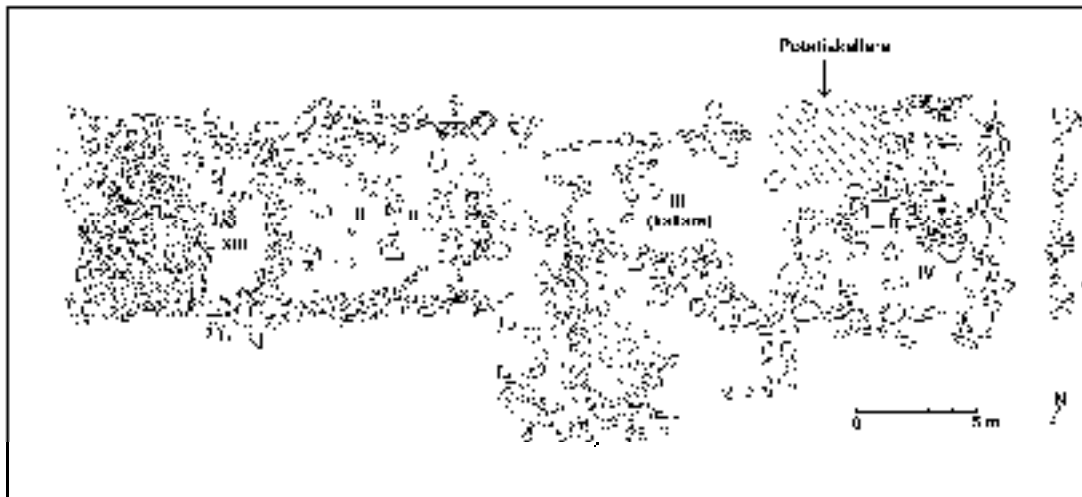 Potatiskällare
III
(källare)
II
II
XIII
IV
N
0 5 m